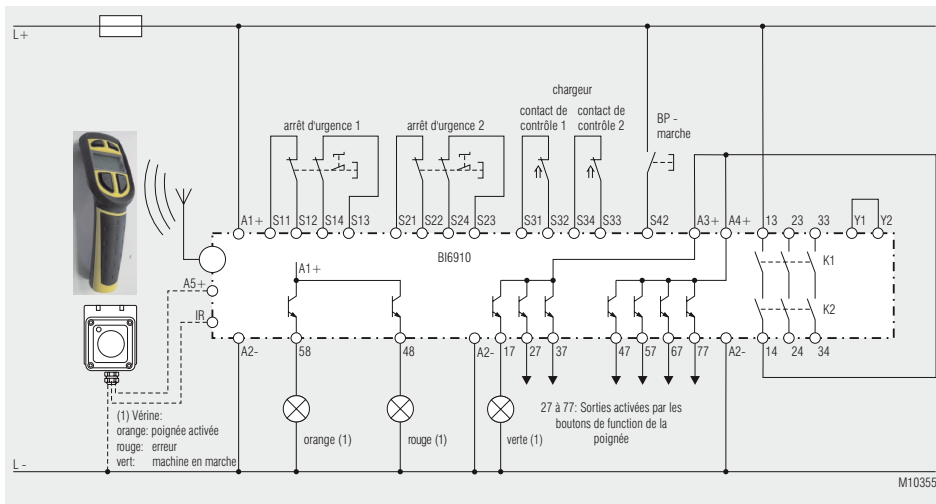 L+
chargeur
contact de
contrôle 1
contact de
contrôle 2
BP -
marche
arrêt d'urgence 1
arrêt d'urgence 2
A1+ S11 S12 S14 S13 S21 S22 S24 S23 S31 S32 S34 S33 S42 A3+ A4+ 13 23 33 Y1 Y2
BI6910
A1+
K1
A5+
K2
IR
A2- 58 48 A2- 17 27 37 47 57 67 77 A2- 14 24 34
27 à 77: Sorties activées par les
boutons de function de la
poignée
(1) Vérine:
orange: poignée activée
rouge: erreur
vert: machine en marche
orange (1)
rouge (1)
verte (1)
L -
M10355